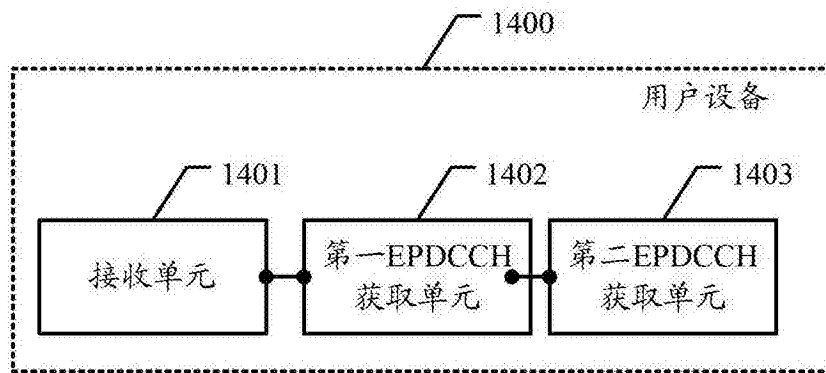 1400
用户设备
1401
1402
1403
接收单元
第一EPDCCH
获取单元
第二EPDCCH
获取单元